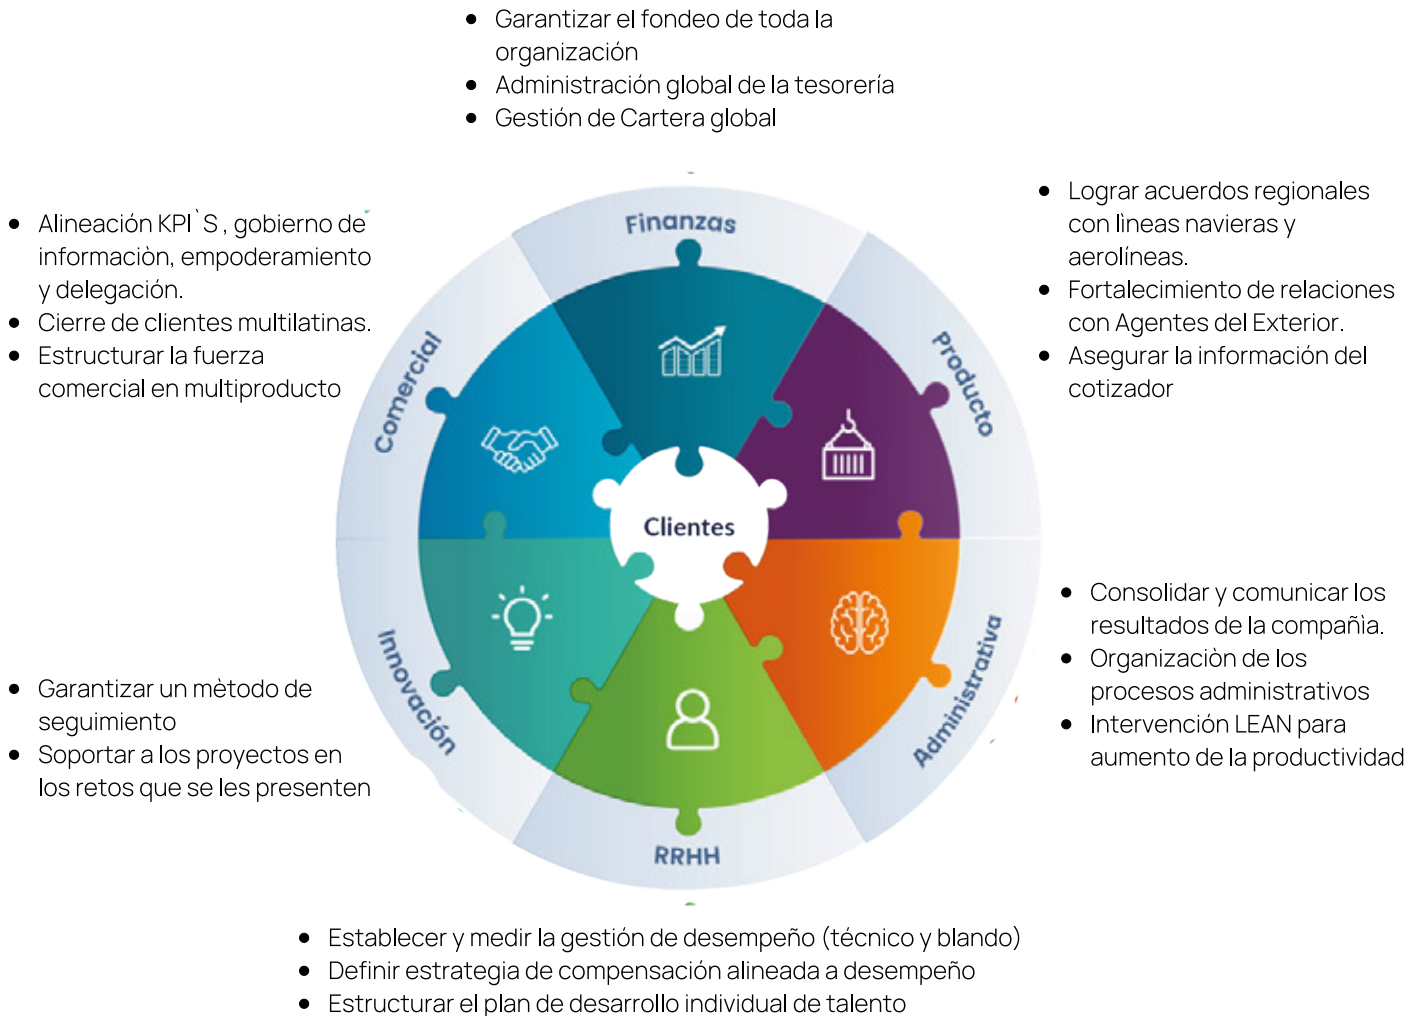 • Garantizar el fondeo de toda la
organización
• Administración global de la tesorería
• Gestión de Cartera global
• Alineación KPI`S , gobierno de
informaciòn, empoderamiento
y delegación.
• Cierre de clientes multilatinas.
• Estructurar la fuerza
comercial en multiproducto
• Lograr acuerdos regionales
con lìneas navieras y
aerolíneas.
• Fortalecimiento de relaciones
con Agentes del Exterior.
• Asegurar la información del
cotizador
Finanzas
Comercial
Producto
Clientes
Innovación
Administrativa
RRHH
• Garantizar un mètodo de
seguimiento
• Soportar a los proyectos en
los retos que se les presenten
• Consolidar y comunicar los
resultados de la compañìa.
• Organizaciòn de los
procesos administrativos
• Intervención LEAN para
aumento de la productividad
• Establecer y medir la gestión de desempeño (técnico y blando)
• Definir estrategia de compensación alineada a desempeño
• Estructurar el plan de desarrollo individual de talento